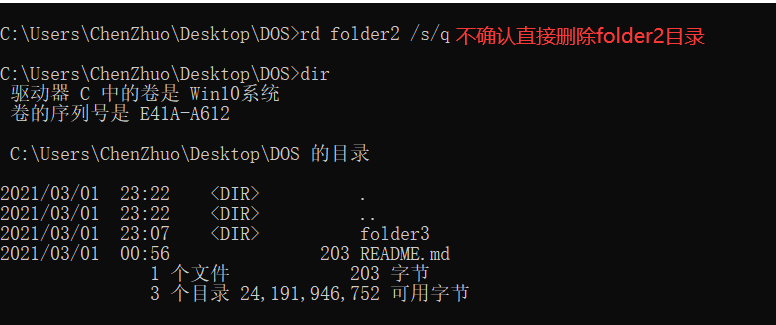 C:\Users\ChenZhuo\Desktop\DOS>rd folder2 /s/q 不确认直接删除folder2目录
C:\Users\ChenZhuo\Desktop\DOS>dir
驱动器 C 中的卷是 Win10系统
卷的序列号是 E41A-A612
C:\Users\ChenZhuo\Desktop\DOS 的目录
2021/03/01  23:22    <DIR>          .
2021/03/01  23:22    <DIR>          ..
2021/03/01  23:07    <DIR>          folder3
2021/03/01  00:56               203 README.md
1 个文件            203 字节
3 个目录 24,191,946,752 可用字节